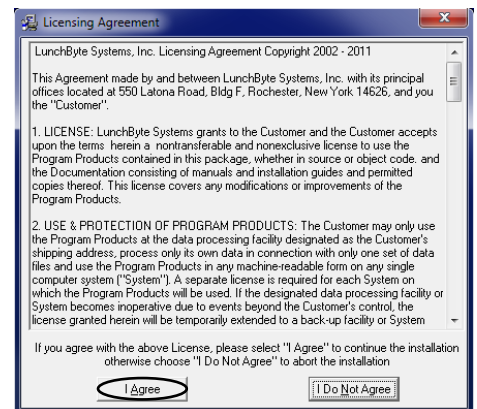 Licensing Agreement
LunchByte Systems, Inc. Licensing Agreement Copyright 2002 - 2011
This Agreement made by and between LunchByte Systems, Inc. with its principal
offices located at 550 Latona Road, Bldg F, Rochester, New York 14626, and you
the "Customer".
1. LICENSE: LunchByte Systems grants to the Customer and the Customer accepts
upon the terms herein a nontransferable and nonexclusive license to use the
Program Products contained in this package, whether in source or object code. and
the Documentation consisting of manuals and installation guides and permitted
copies thereof. This license covers any modifications or improvements of the
Program Products.
2. USE & PROTECTION OF PROGRAM PRODUCTS: The Customer may only use
the Program Products at the data processing facility designated as the Customer's
shipping address, process only its own data in connection with only one set of data
files and use the Program Products in any machine-readable form on any single
computer system ("System"). A separate license is required for each System on
which the Program Products will be used. If the designated data processing facility or
System becomes inoperative due to events beyond the Customer's control, the
license granted herein will be temporarily extended to a back-up facility or System
If you agree with the above License, please select "I Agree" to continue the installation
otherwise choose "I Do Not Agree" to abort the installation
I Agree
I Do Not Agree